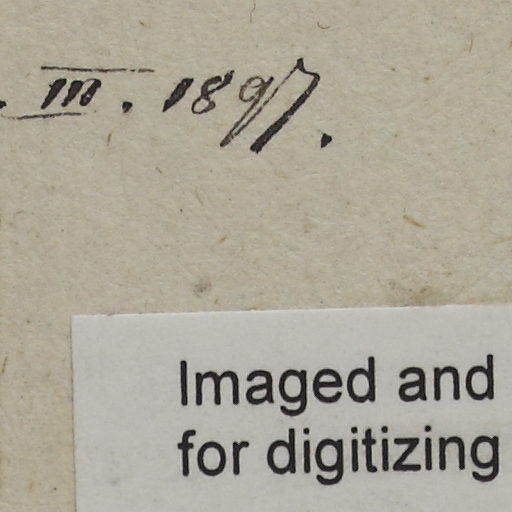 . III. 1897.
Imaged and
for digitizing